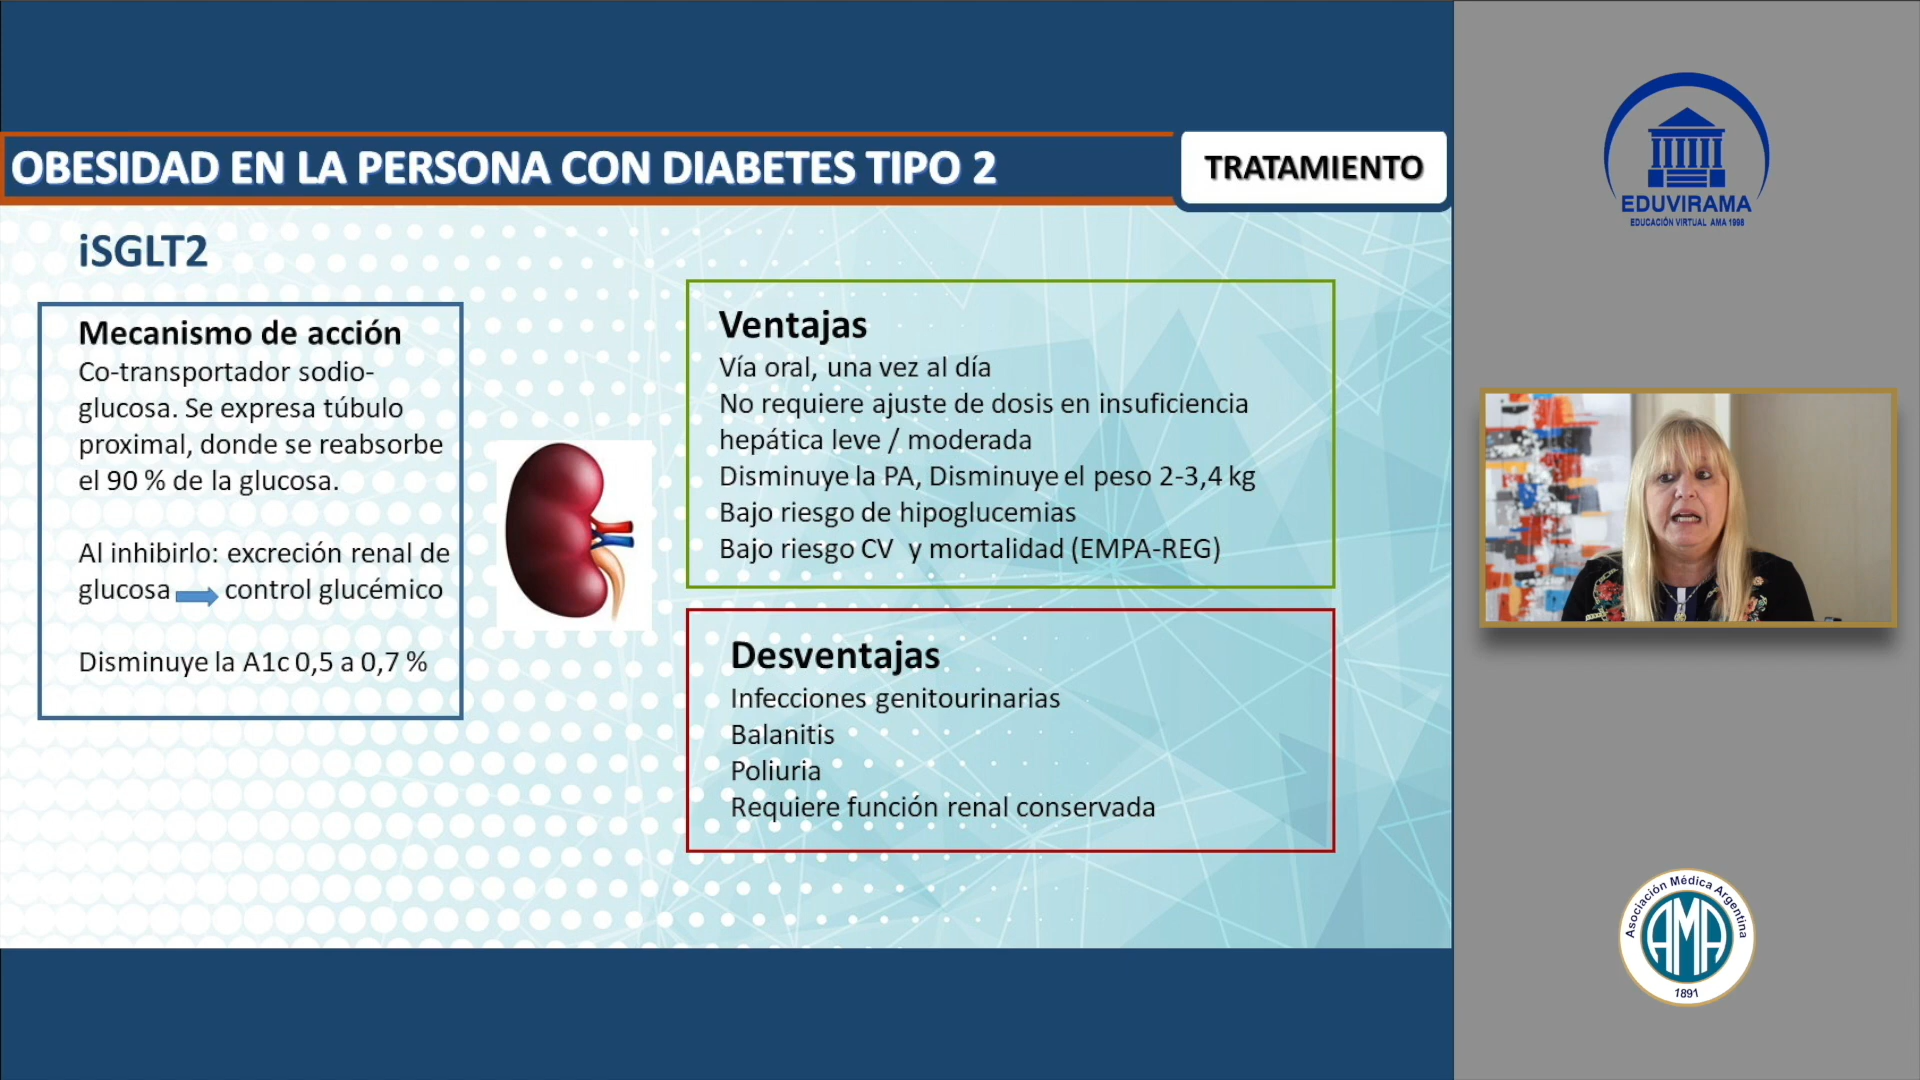 OBESIDAD EN LA PERSONA CON DIABETES TIPO 2
TRATAMIENTO
iSGLT2
Mecanismo de acción
Co-transportador sodio-
glucosa. Se expresa túbulo
proximal, donde se reabsorbe
el 90 % de la glucosa.
Al inhibirlo: excreción renal de
glucosa control glucémico
Disminuye la A1c 0,5 a 0,7 %
Ventajas
Vía oral, una vez al día
No requiere ajuste de dosis en insuficiencia
hepática leve / moderada
Disminuye la PA, Disminuye el peso 2-3,4 kg
Bajo riesgo de hipoglucemias
Bajo riesgo CV y mortalidad (EMPA-REG)
Desventajas
Infecciones genitourinarias
Balanitis
Poliuria
Requiere función renal conservada
EDUVIRAMA
EDUCACIÓN VIRTUAL AMA 1998
Asociación Médica Argentina
AMA
1891